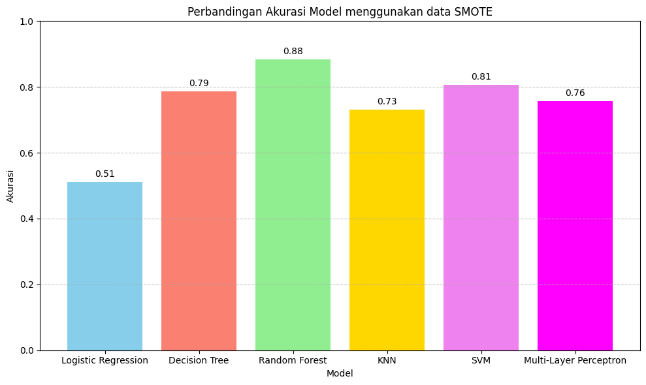 Perbandingan Akurasi Model menggunakan data SMOTE
1.0
0.8
0.6
0.4
0.2
0.0
Akurasi
0.51
0.79
0.88
0.73
0.81
0.76
Logistic Regression
Decision Tree
Random Forest
KNN
SVM
Multi-Layer Perceptron
Model